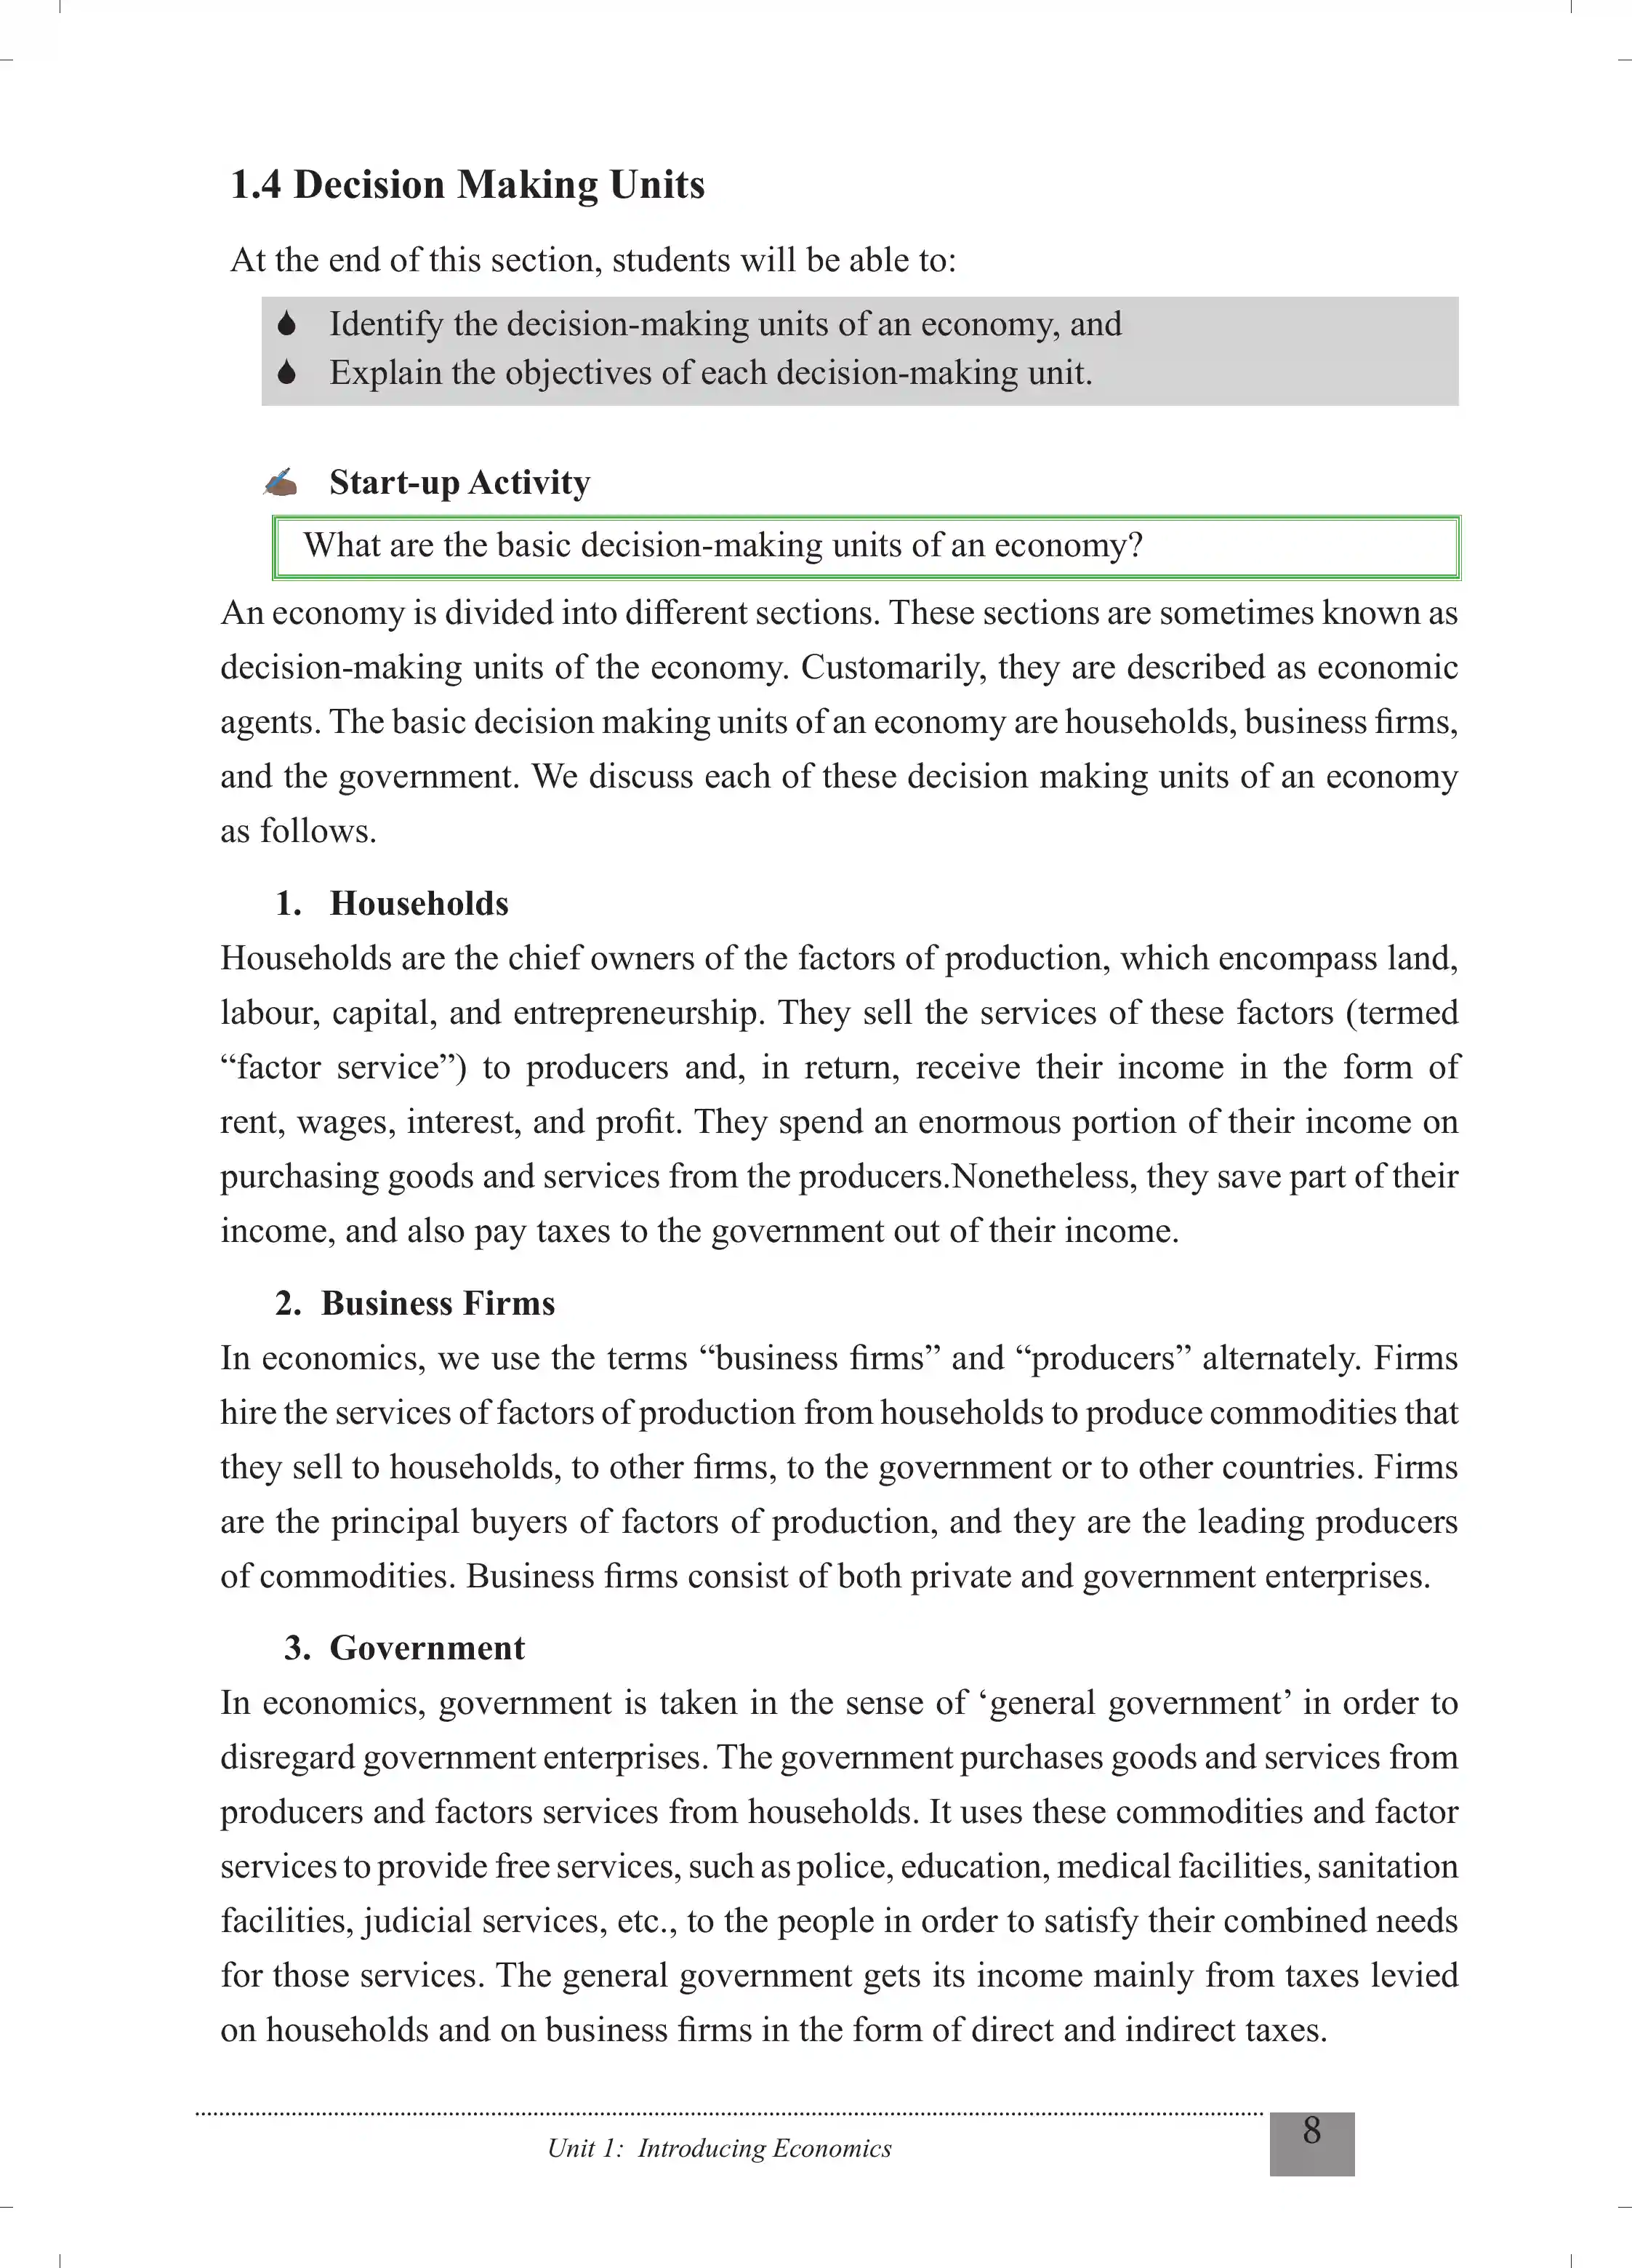 1.4 Decision Making Units
At the end of this section, students will be able to:
Identify the decision-making units of an economy, and
Explain the objectives of each decision-making unit.
Start-up Activity
What are the basic decision-making units of an economy?
An economy is divided into different sections. These sections are sometimes known as
decision-making units of the economy. Customarily, they are described as economic
agents. The basic decision making units of an economy are households, business firms,
and the government. We discuss each of these decision making units of an economy
as follows.
1. Households
Households are the chief owners of the factors of production, which encompass land,
labour, capital, and entrepreneurship. They sell the services of these factors (termed
“factor service”) to producers and, in return, receive their income in the form of
rent, wages, interest, and profit. They spend an enormous portion of their income on
purchasing goods and services from the producers.Nonetheless, they save part of their
income, and also pay taxes to the government out of their income.
2. Business Firms
In economics, we use the terms “business firms” and “producers” alternately. Firms
hire the services of factors of production from households to produce commodities that
they sell to households, to other firms, to the government or to other countries. Firms
are the principal buyers of factors of production, and they are the leading producers
of commodities. Business firms consist of both private and government enterprises.
3. Government
In economics, government is taken in the sense of ‘general government’ in order to
disregard government enterprises. The government purchases goods and services from
producers and factors services from households. It uses these commodities and factor
services to provide free services, such as police, education, medical facilities, sanitation
facilities, judicial services, etc., to the people in order to satisfy their combined needs
for those services. The general government gets its income mainly from taxes levied
on households and on business firms in the form of direct and indirect taxes.
Unit 1: Introducing Economics
8